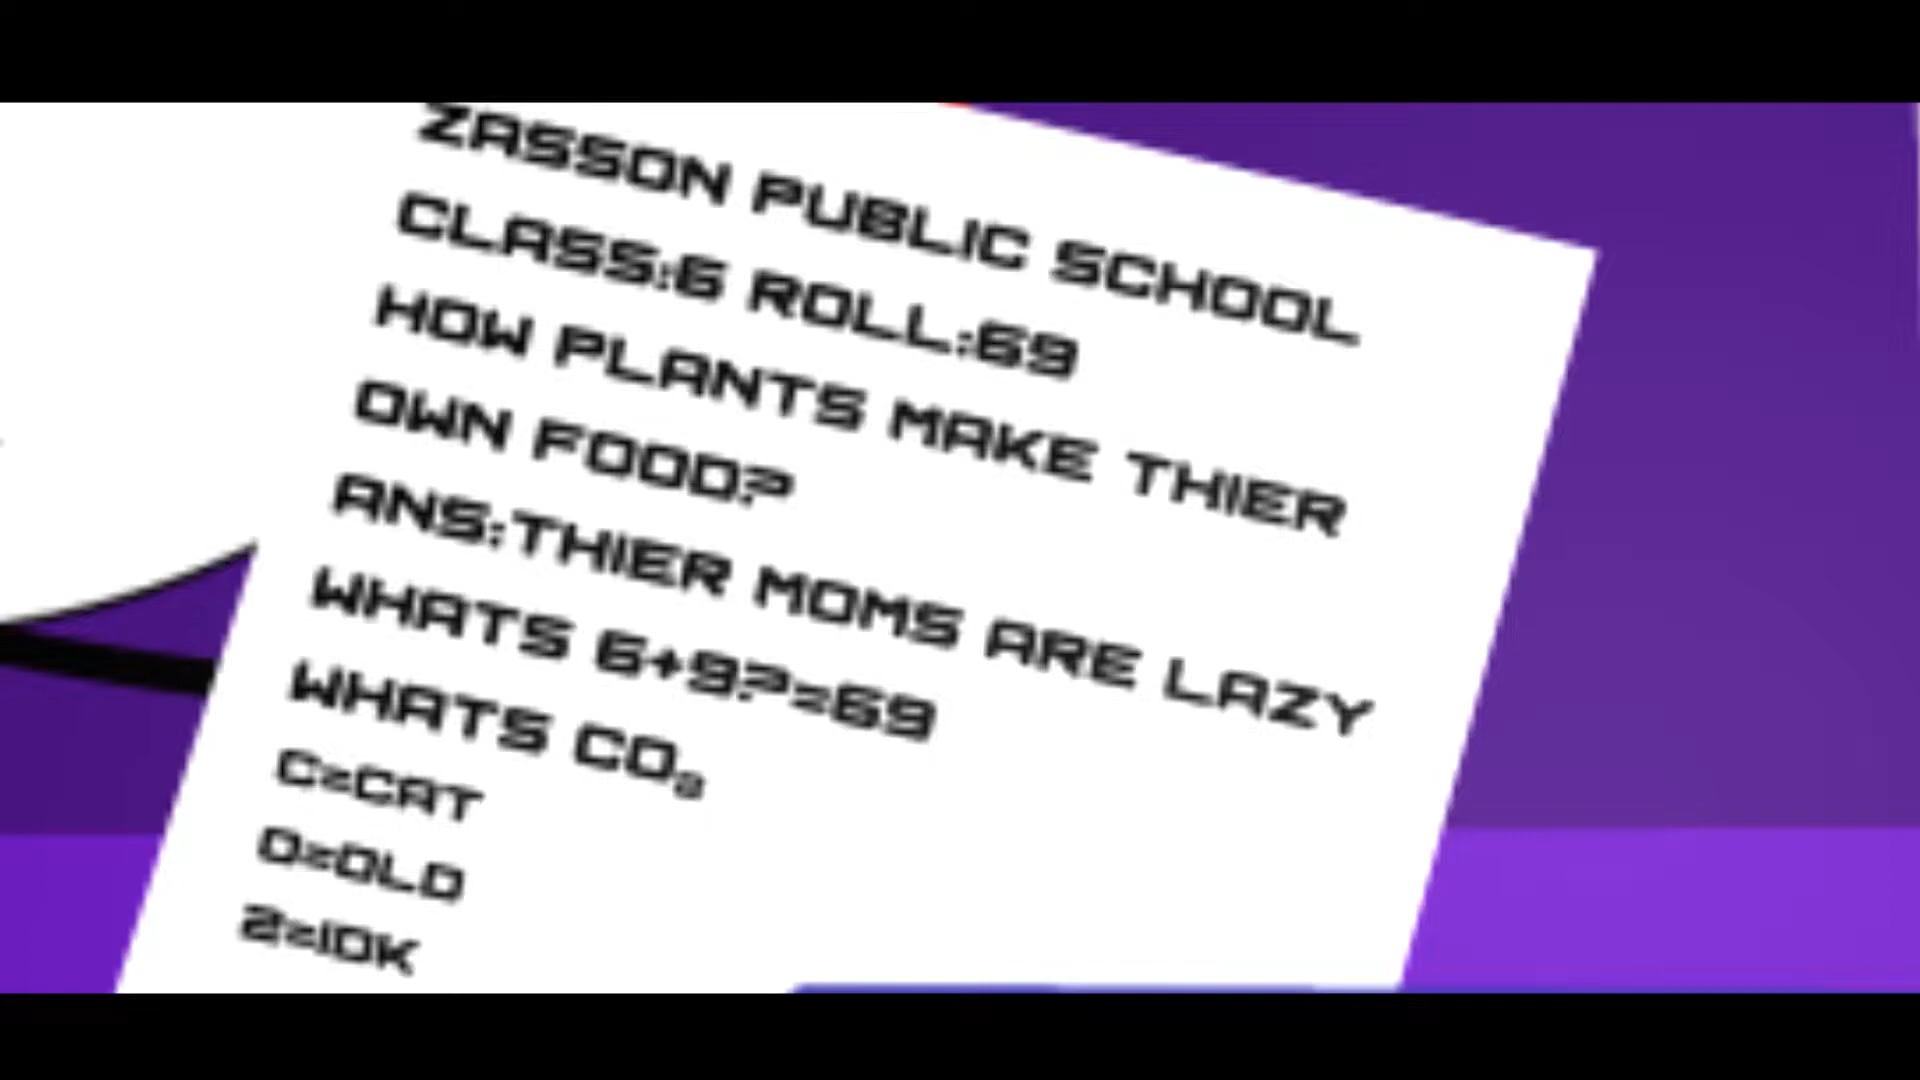 ZASSON PUBLIC SCHOOL
CLASS:6 ROLL:69
HOW PLANTS MAKE THIER
OWN FOOD?
ANS:THIER MOMS ARE LAZY
WHATS 6+9?=69
WHATS CO₂
C=CAT
O=OLD
2=IDK